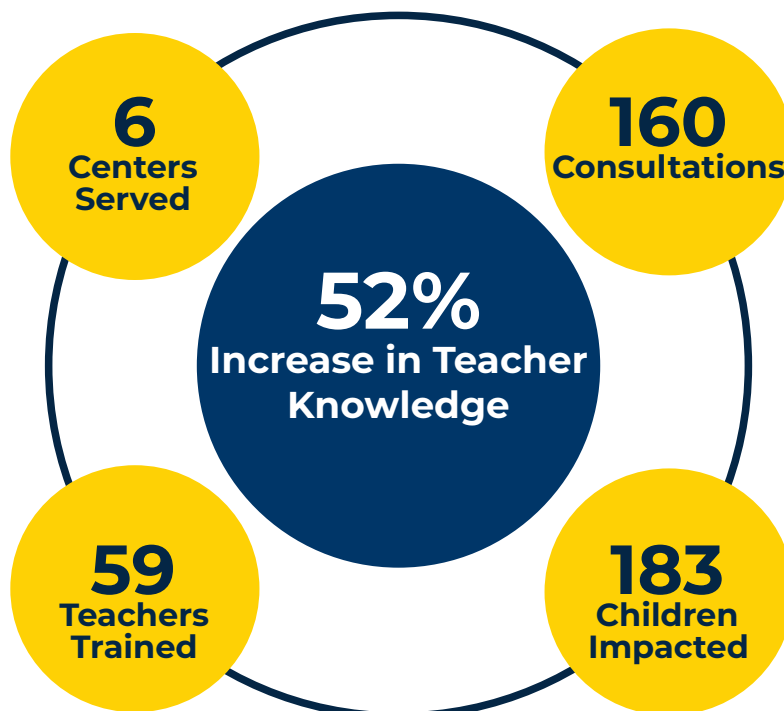 6
Centers
Served
160
Consultations
52%
Increase in Teacher
Knowledge
59
Teachers
Trained
183
Children
Impacted